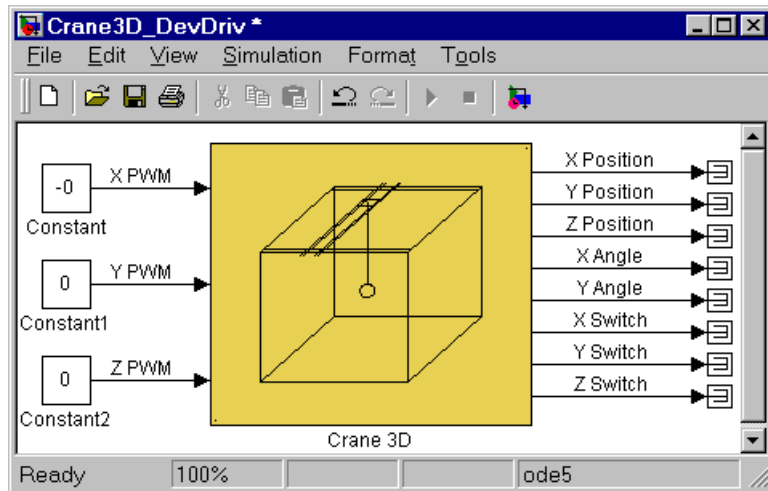 Crane3D_DevDriv *
File Edit View Simulation Format Tools
-0
X PWM
Constant
0
Y PWM
Constant1
0
Z PWM
Constant2
Crane 3D
X Position
Y Position
Z Position
X Angle
Y Angle
X Switch
Y Switch
Z Switch
Ready 100% ode5